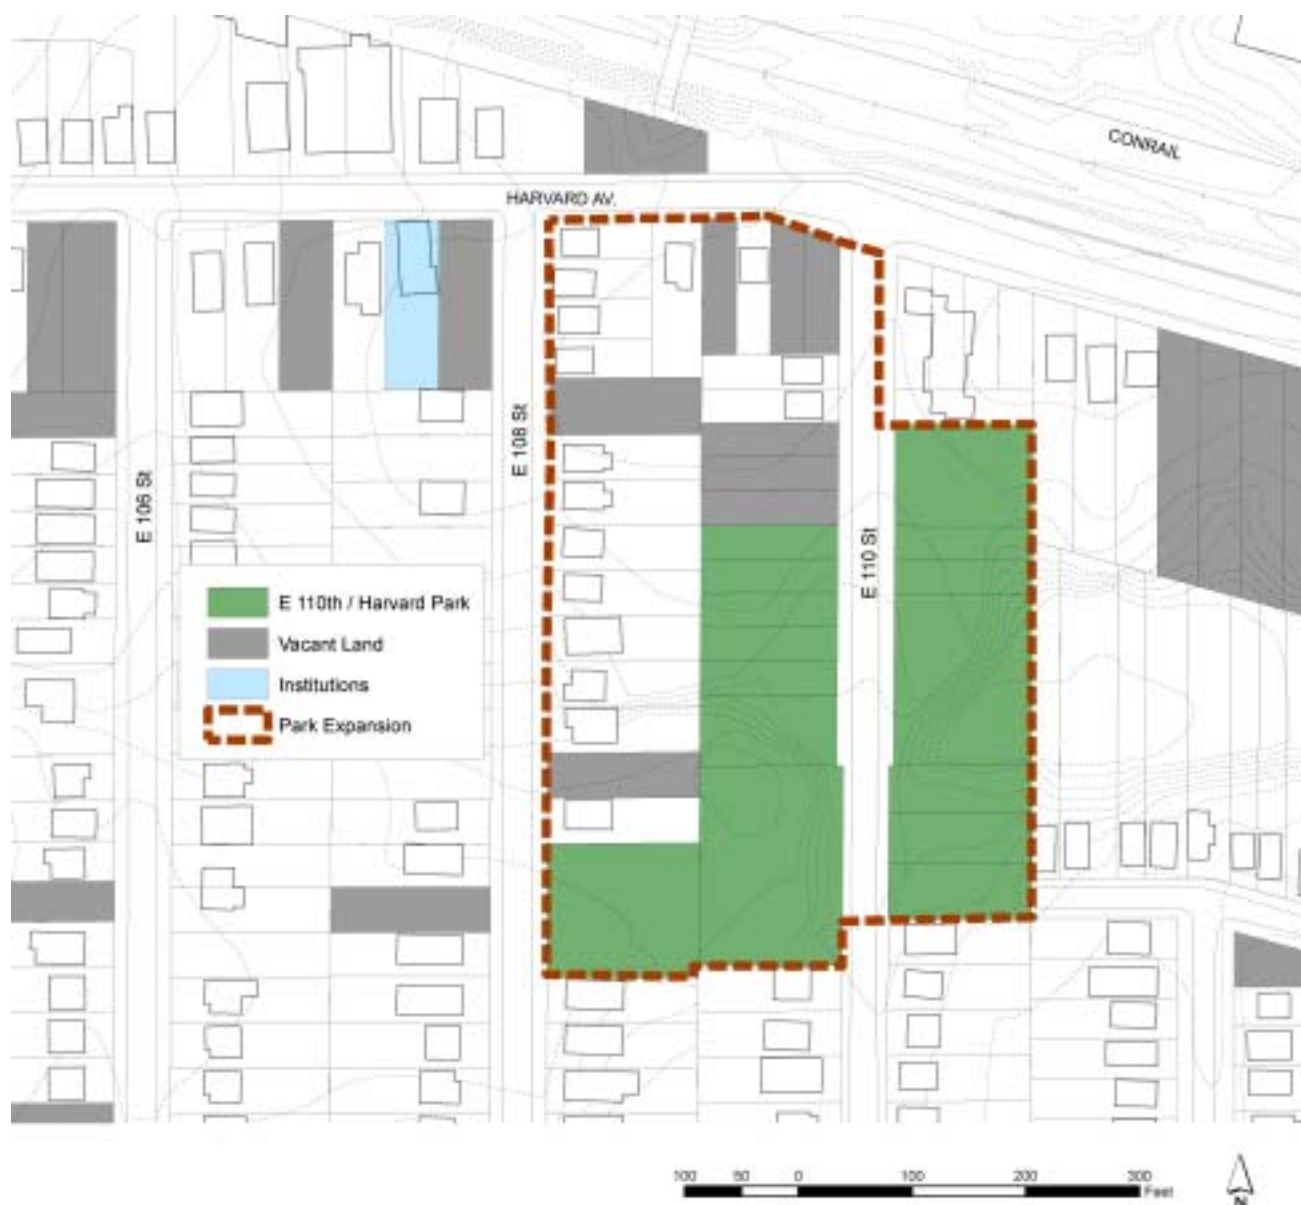 CONRAIL
HARVARD AV.
E 108 St
E 106 St
E 110 St
E 110th / Harvard Park
Vacant Land
Institutions
Park Expansion
100 50 0 100 200 300
Feet
N